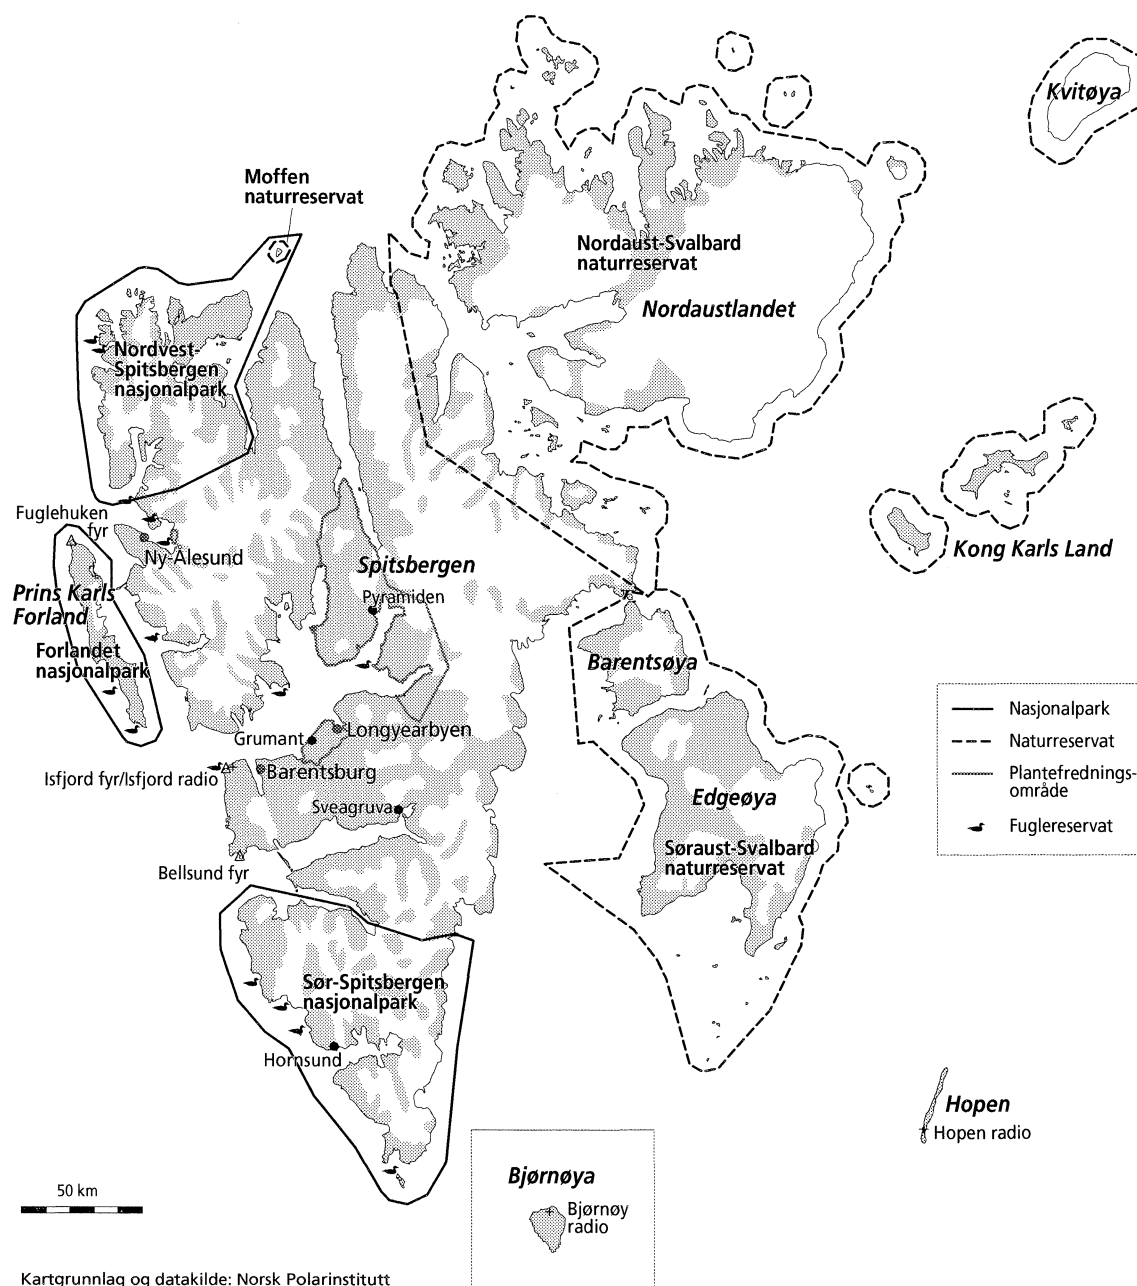 Kvitøya
Moffen
naturreservat
Nordaust-Svalbard
naturreservat
Nordaustlandet
Nordvest-
Spitsbergen
nasjonalpark
Fuglehuken
fyr
Ny-Ålesund
Kong Karls Land
Spitsbergen
Pyramiden
Prins Karls
Forland
Forlandet
nasjonalpark
Barentsøya
Longyearbyen
Grumant
Isfjord fyr/Isfjord radio
Barentsburg
Sveagruva
Edgeøya
Søraust-Svalbard
naturreservat
Bellsund fyr
Nasjonalpark
Naturreservat
Plantefrednings-
område
Fuglereservat
Sør-Spitsbergen
nasjonalpark
Hornsund
Hopen
Hopen radio
Bjørnøya
Bjørnøy
radio
50 km
Kartgrunnlag og datakilde: Norsk Polarinstitutt